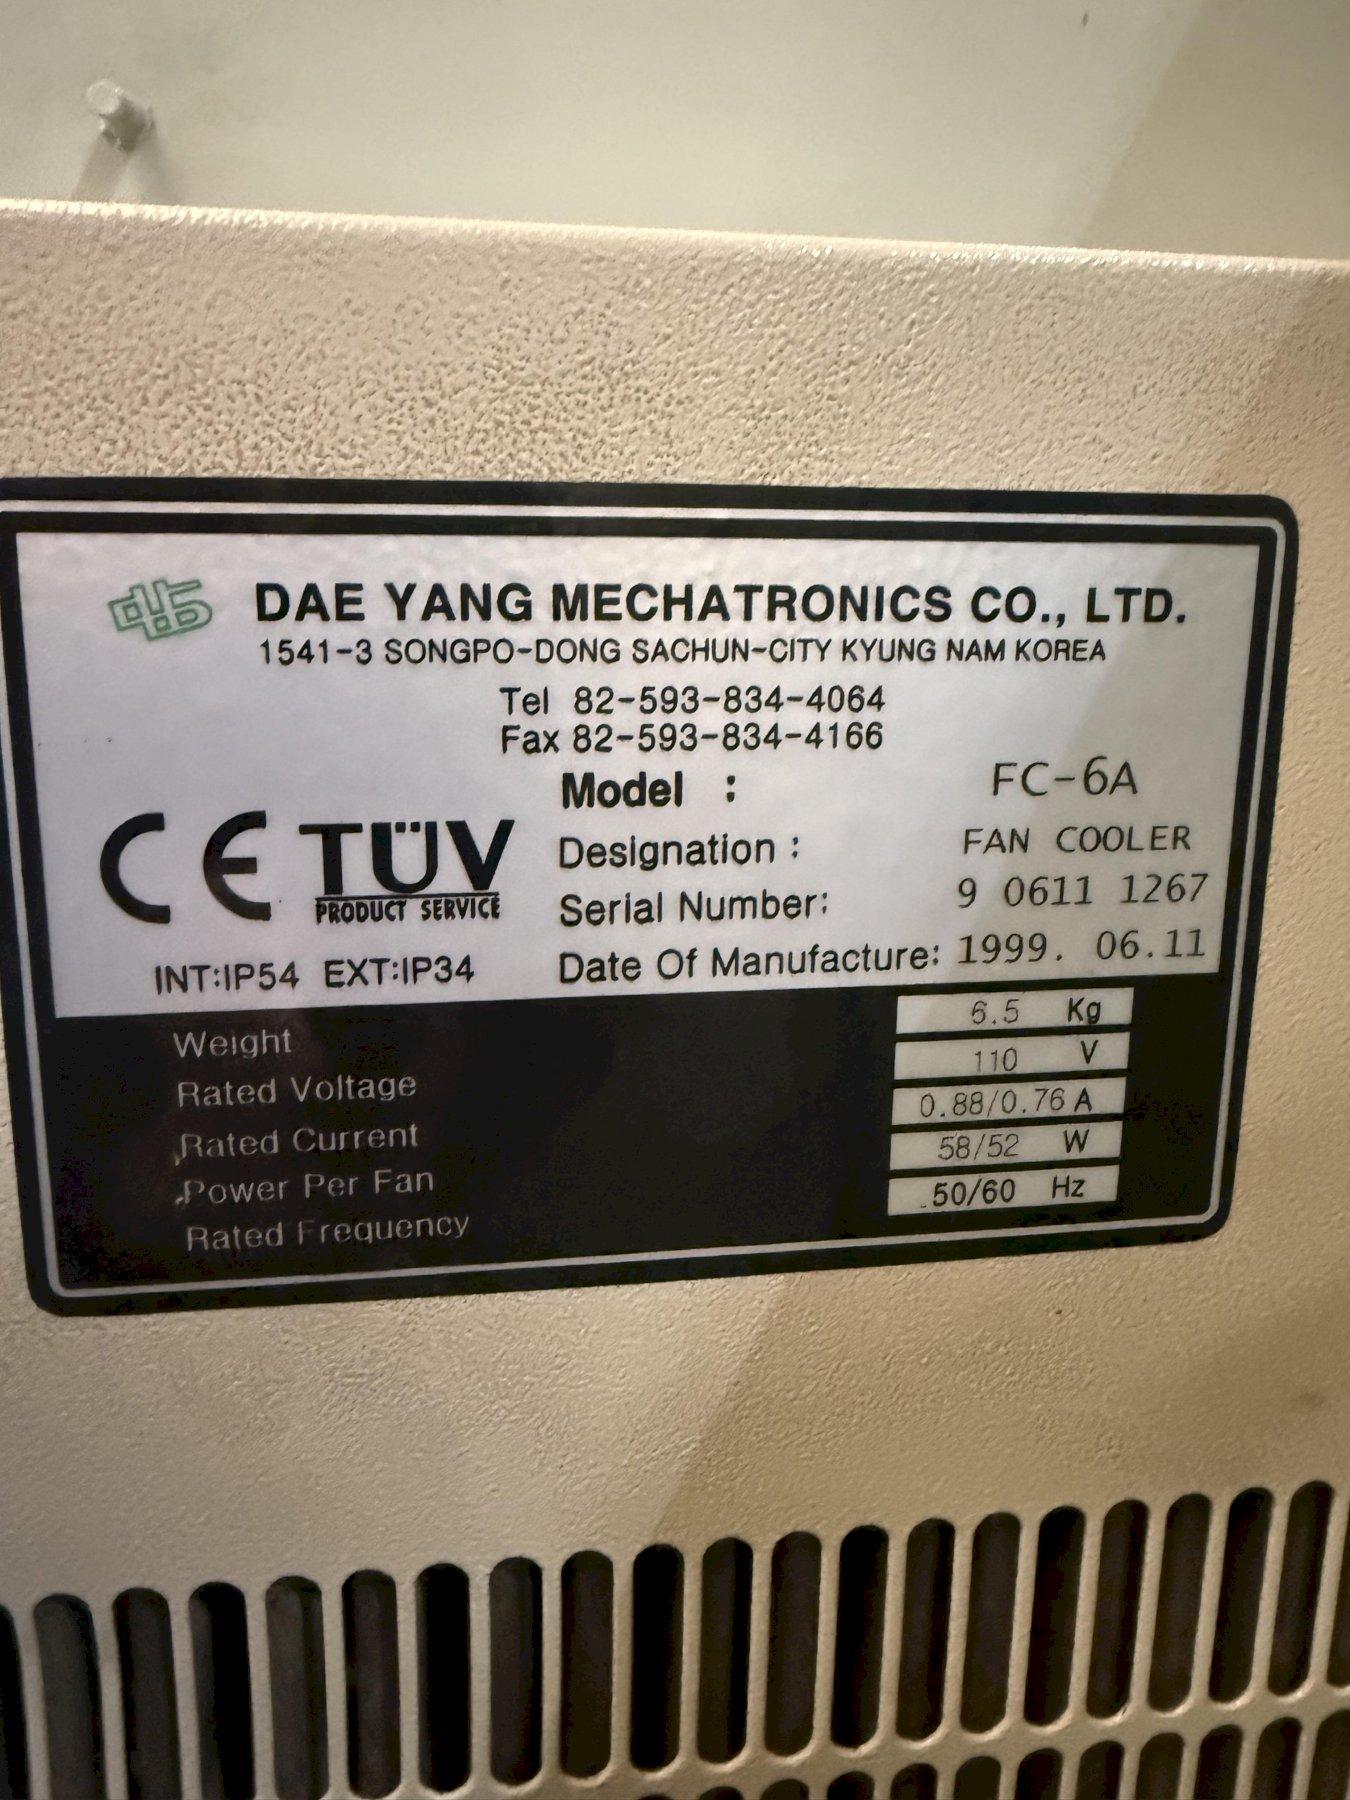 DAE YANG MECHATRONICS CO., LTD.
1541-3 SONGPO-DONG SACHUN-CITY KYUNG NAM KOREA
Tel 82-593-834-4064
Fax 82-593-834-4166
Model : FC-6A
Designation : FAN COOLER
Serial Number: 9 0611 1267
Date Of Manufacture: 1999. 06.11
CE TÜV
PRODUCT SERVICE
INT:IP54 EXT:IP34
Weight 6.5 Kg
Rated Voltage 110 V
Rated Current 0.88/0.76 A
Power Per Fan 58/52 W
Rated Frequency 50/60 Hz